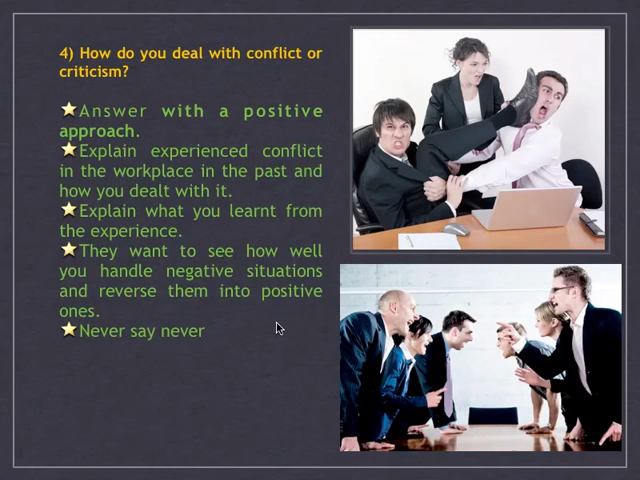 4) How do you deal with conflict or
criticism?
Answer with a positive
approach.
Explain experienced conflict
in the workplace in the past and
how you dealt with it.
Explain what you learnt from
the experience.
They want to see how well
you handle negative situations
and reverse them into positive
ones.
Never say never